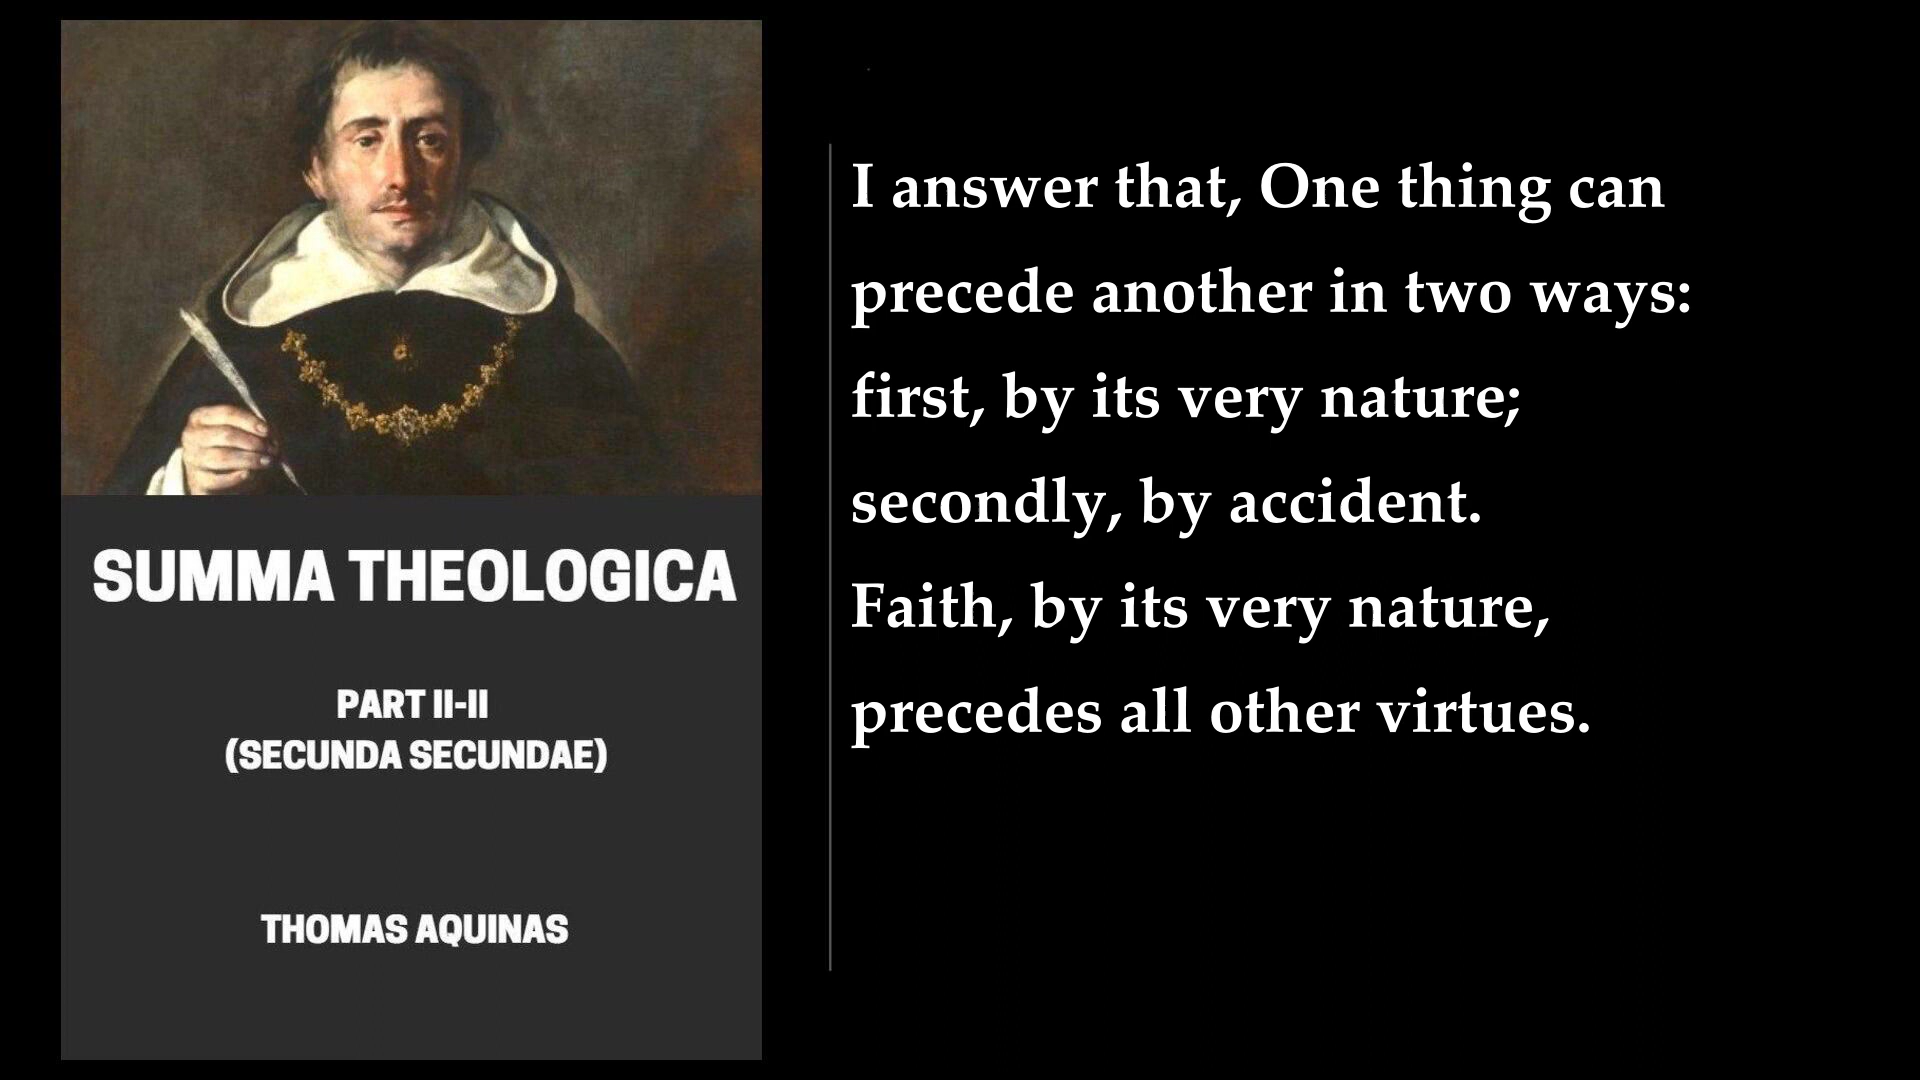 SUMMA THEOLOGICA
PART II-II
(SECUNDA SECUNDAE)
THOMAS AQUINAS
I answer that, One thing can
precede another in two ways:
first, by its very nature;
secondly, by accident.
Faith, by its very nature,
precedes all other virtues.